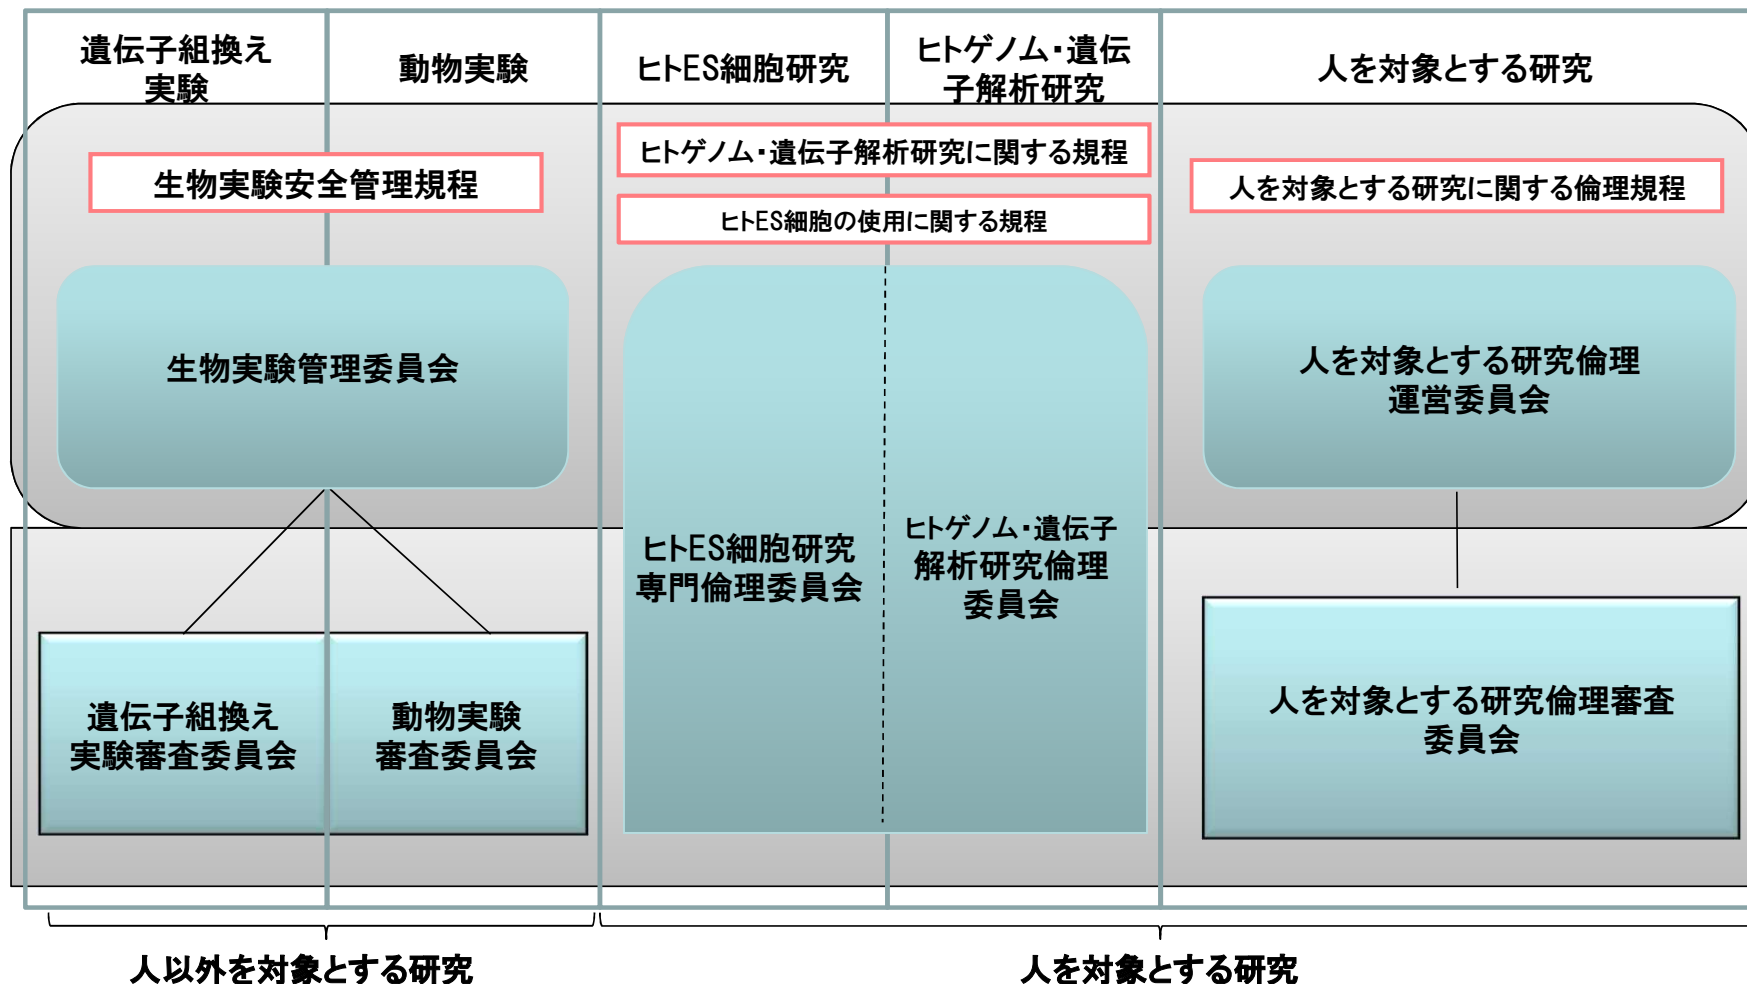 遺伝子組換え
実験
動物実験
ヒトES細胞研究
ヒトゲノム・遺伝
子解析研究
人を対象とする研究
生物実験安全管理規程
ヒトゲノム・遺伝子解析研究に関する規程
ヒトES細胞の使用に関する規程
人を対象とする研究に関する倫理規程
生物実験管理委員会
人を対象とする研究倫理
運営委員会
ヒトES細胞研究
専門倫理委員会
ヒトゲノム・遺伝子
解析研究倫理
委員会
遺伝子組換え
実験審査委員会
動物実験
審査委員会
人を対象とする研究倫理審査
委員会
人以外を対象とする研究
人を対象とする研究